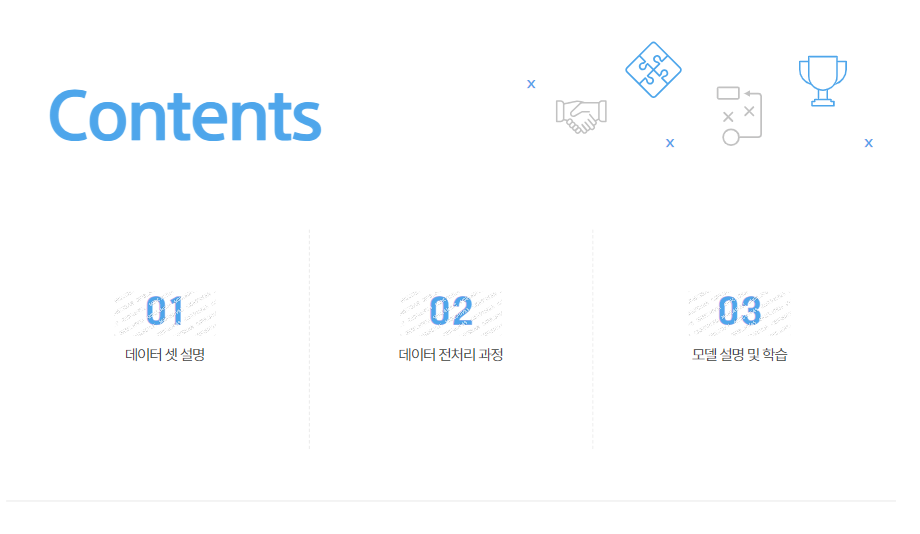 Contents
01
데이터 셋 설명
02
데이터 전처리 과정
03
모델 설명 및 학습